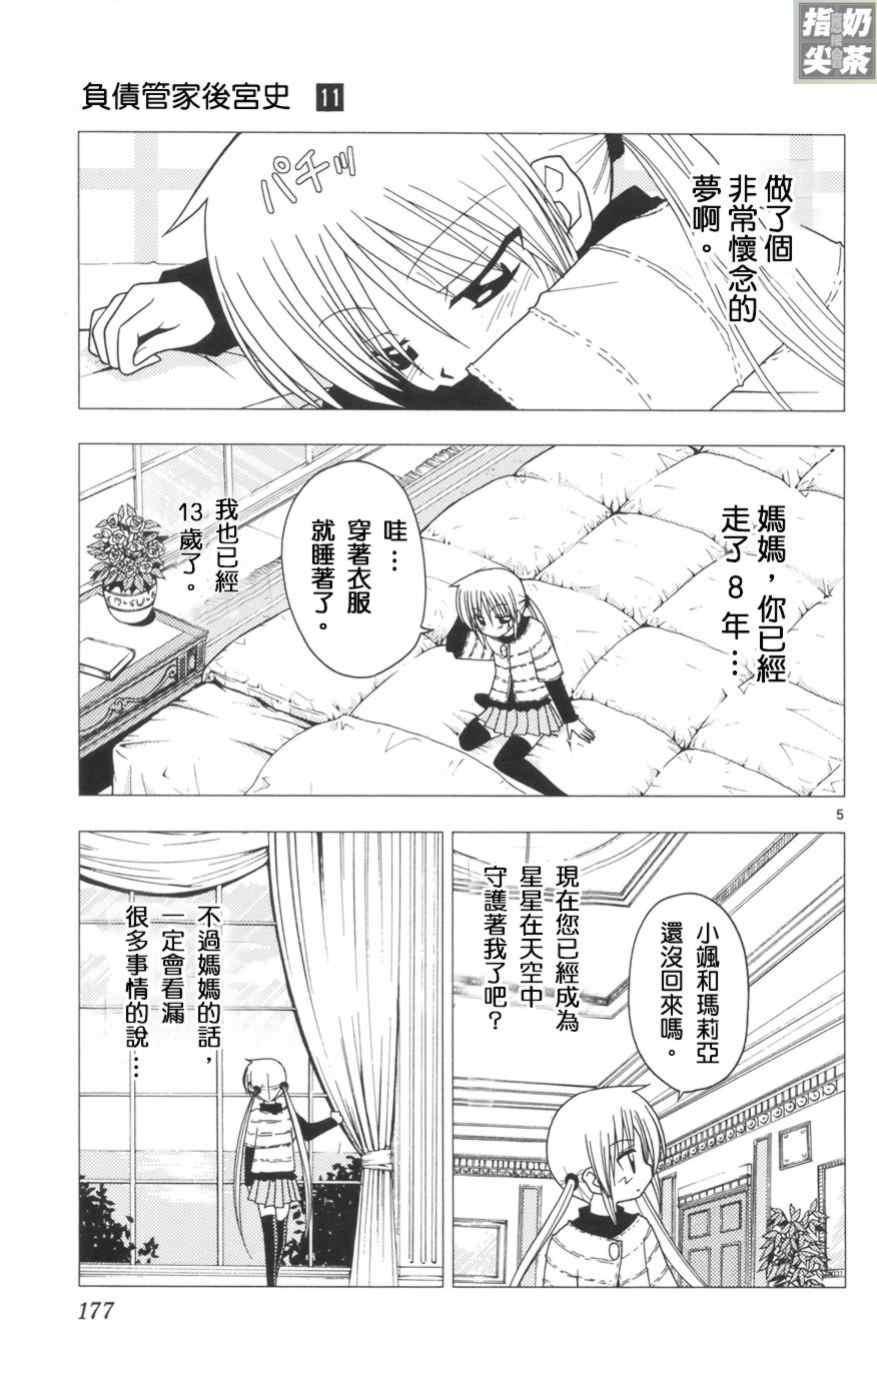 指奶
尖茶
負債管家後宮史 11
パチッ
做了個
非常懷念的
夢啊。
媽媽，你已經
走了8年…
哇…
穿著衣服
就睡著了。
我也已經
13歲了。
5
小颯和瑪莉亞
還沒回來嗎。
現在您已經成為
星星在天空中
守護著我了吧？
不過媽媽的話，
一定會看漏
很多事情的說…
177